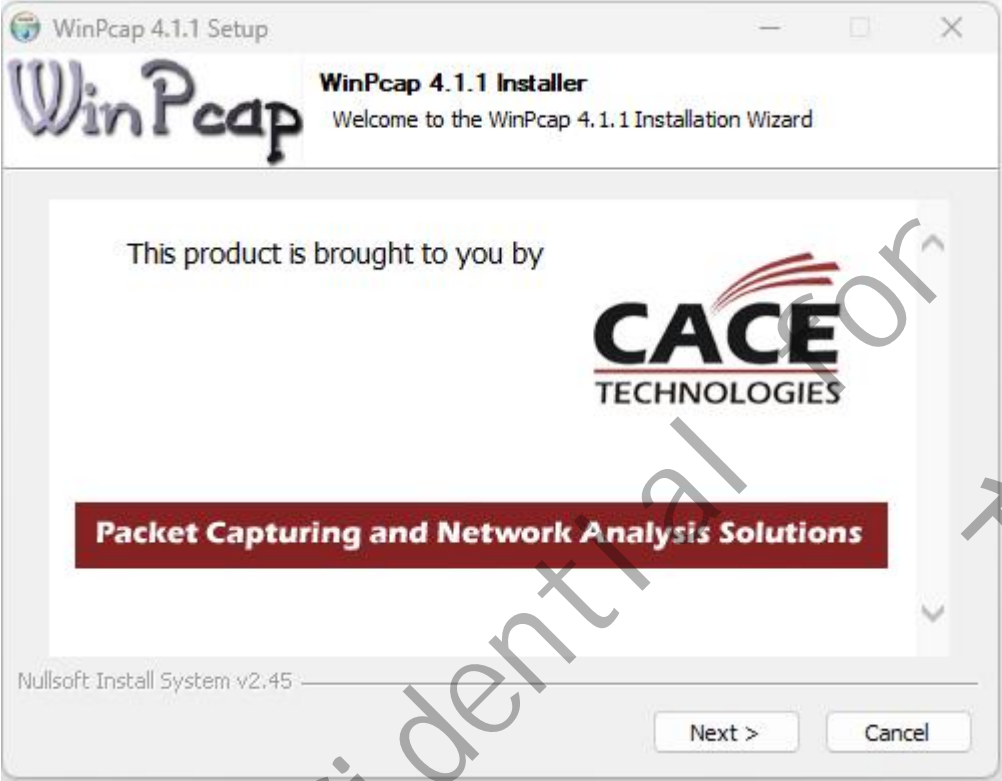 WinPcap 4.1.1 Setup
WinPcap
WinPcap 4.1.1 Installer
Welcome to the WinPcap 4.1.1 Installation Wizard
This product is brought to you by
CACE
TECHNOLOGIES
Packet Capturing and Network Analysis Solutions
Nullsoft Install System v2.45
Next >
Cancel
idential for